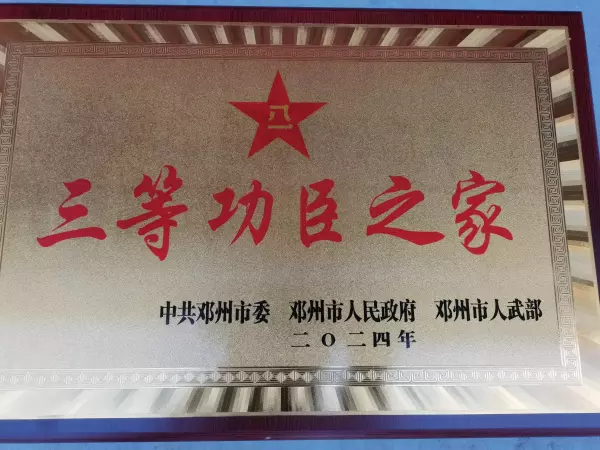 八一
三等功臣之家
中共邓州市委 邓州市人民政府 邓州市人武部
二〇二四年